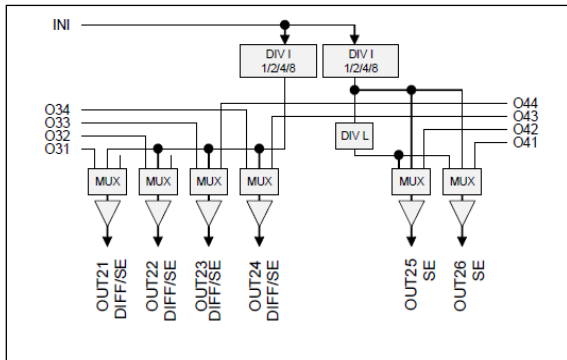 INI
DIV I
1/2/4/8
DIV I
1/2/4/8
O34
O33
O32
O31
O44
O43
O42
O41
DIV L
MUX
MUX
MUX
MUX
MUX
MUX
OUT21
DIFF/SE
OUT22
DIFF/SE
OUT23
DIFF/SE
OUT24
DIFF/SE
OUT25
SE
OUT26
SE